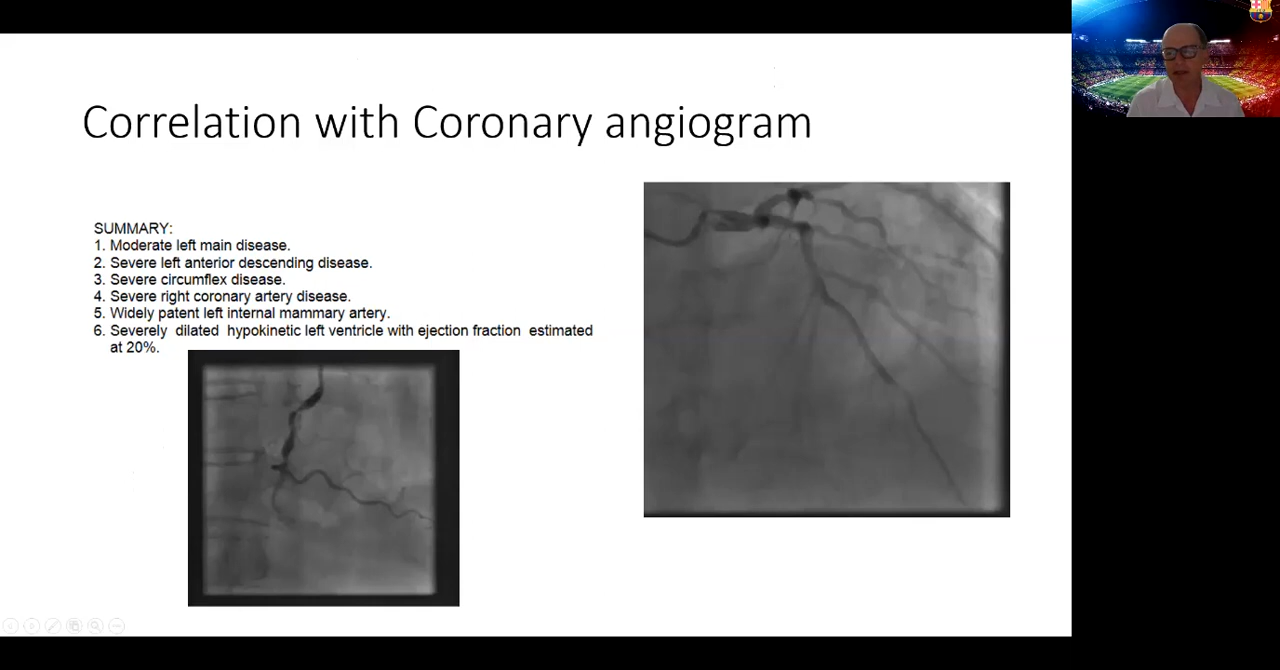 Correlation with Coronary angiogram
SUMMARY:
1. Moderate left main disease.
2. Severe left anterior descending disease.
3. Severe circumflex disease.
4. Severe right coronary artery disease.
5. Widely patent left internal mammary artery.
6. Severely dilated hypokinetic left ventricle with ejection fraction estimated
at 20%.